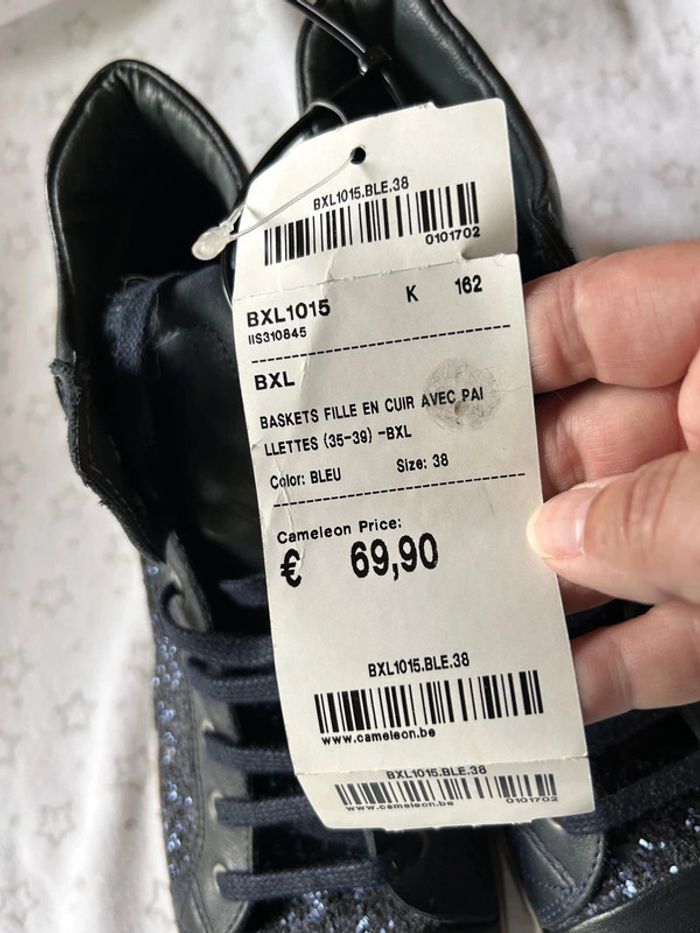 BXL1015.BLE.38
0101702
BXL1015 K 162
IIS310845
BXL
BASKETS FILLE EN CUIR AVEC PAI
LLETTES (35-39) -BXL
Color: BLEU Size: 38
Cameleon Price:
€ 69,90
BXL1015.BLE.38
www.cameleon.be
BXL1015.BLE.38
www.cameleon.be 0101702